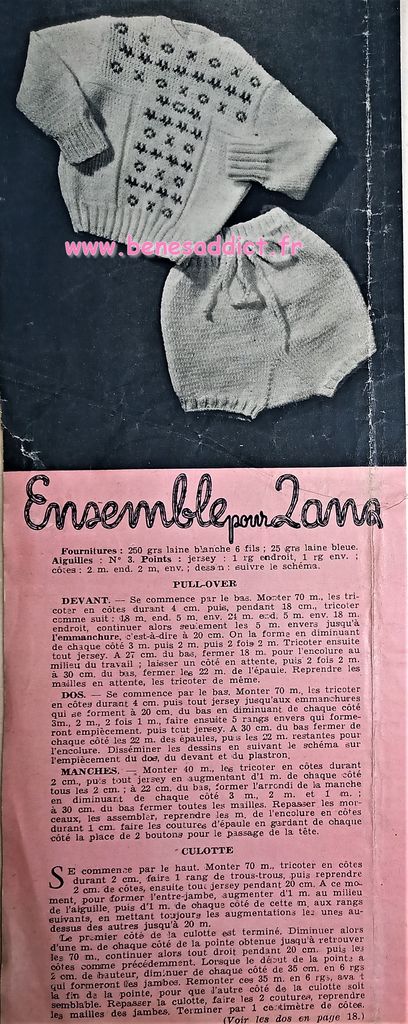 www.benesaddict.fr
Ensemble pour 2 ans
Fournitures : 250 grs laine blanche 6 fils ; 25 grs laine bleue.
Aiguilles : N° 3. Points : jersey : 1 rg endroit, 1 rg env. ;
côtes : 2 m. end. 2 m, env. ; dessin : suivre le schéma.
PULL-OVER
DEVANT. — Se commence par le bas. Monter 70 m., les tri-
coter en côtes durant 4 cm. puis, pendant 18 cm., tricoter
comme suit : 18 m, end. 5 m, env. 24 m. end, 5 m. env. 18 m.
endroit, continuer alors seulement les 5 m. envers jusqu'à
l'emmanchure, c'est-à-dire à 20 cm. On la forme en diminuant
de chaque côté 3 m. puis 2 m, puis 2 fois 2 m. Tricoter ensuite
tout jersey. A 27 cm. du bas, fermer 18 m. pour l'encolure au
milieu du travail ; laisser un côté en attente, puis 2 fois 2 m.
à 30 cm. du bas, fermer les 22 m. de l'épaule. Reprendre les
mailles en attente, les tricoter de même.
DOS. — Se commence par le bas. Monter 70 m., les tricoter
en côtes durant 4 cm. puis tout jersey jusqu'aux emmanchures
qui se forment à 20 cm, du bas en diminuant de chaque côté
3m., 2 m., 2 fois 1 m., faire ensuite 5 rangs envers qui forme-
ront empiècement, puis tout jersey. A 30 cm. du bas fermer de
chaque côté les 22 m. des épaules, puis les 22 m. restantes pour
l'encolure. Disséminer les dessins en suivant le schéma sur
l'empiècement du dos, du devant et du plastron.
MANCHES. — Monter 40 m., les tricoter en côtes durant
2 cm., puis tout jersey en augmentant d'1 m. de chaque côté
tous les 2 cm. ; à 22 cm. du bas, former l'arrondi de la manche
en diminuant de chaque côté 3 m., 2 m. et 1 m. ;
à 30 cm. du bas fermer toutes les mailles. Repasser les mor-
ceaux, les assembler, reprendre les m. de l'encolure en côtes
durant 1 cm. faire les coutures d'épaule en gardant de chaque
côté la place de 2 boutons pour le passage de la tête.
CULOTTE
SE commence par le haut. Monter 70 m., tricoter en côtes
durant 2 cm., faire 1 rang de trous-trous, puis reprendre
2 cm. de côtes, ensuite tout jersey pendant 20 cm. A ce mo-
ment, pour former l'entre-jambe, augmenter d'1 m. au milieu
de l'aiguille, puis d'1 m. de chaque côté de cette m. aux rangs
suivants, en mettant toujours les augmentations les unes au-
dessus des autres jusqu'à 20 m.
Le premier côté de la culotte est terminé. Diminuer alors
d'une m. de chaque côté de la pointe obtenue jusqu'à retrouver
les 70 m., continuer alors tout droit pendant 20 cm. puis les
côtes comme précédemment. Lorsque le début de la pointe a
2 cm. de hauteur, diminuer de chaque côté de 35 cm. en 6 rgs
qui formeront les jambes. Remonter ces 35 m, en 6 rgs, avant
la fin de la pointe, pour que l'autre côté de la culotte soit
semblable. Repasser la culotte, faire les 2 coutures, reprendre
les mailles des jambes. Terminer par 1 centimètre de côtes.
(Voir les dos en page 18.)